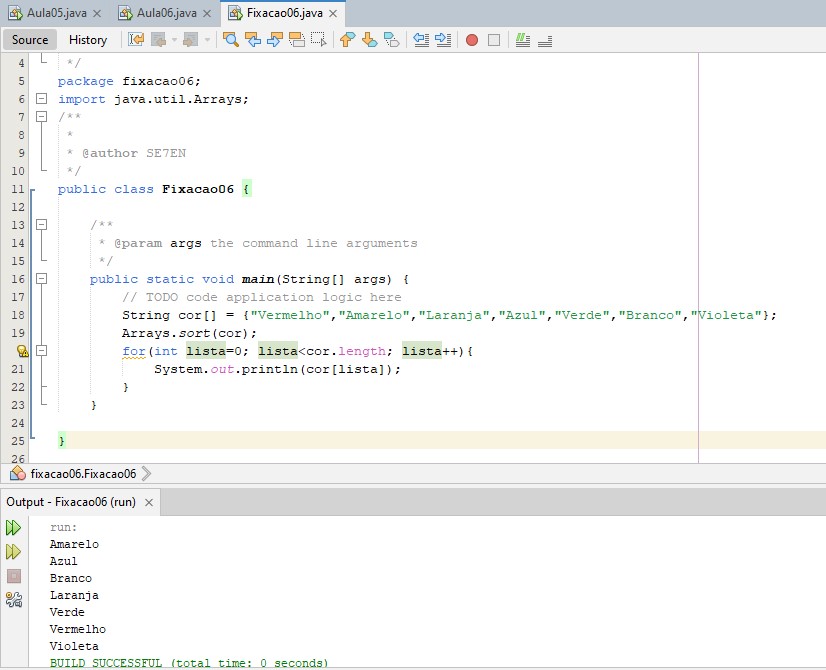 Aula05.java × Aula06.java × Fixacao06.java ×
Source History
4 */
5 package fixacao06;
6 import java.util.Arrays;
7 /**
8 *
9 * @author SE7EN
10 */
11 public class Fixacao06 {
12
13 /**
14 * @param args the command line arguments
15 */
16 public static void main(String[] args) {
17 // TODO code application logic here
18 String cor[] = {"Vermelho","Amarelo","Laranja","Azul","Verde","Branco","Violeta"};
19 Arrays.sort(cor);
for(int lista=0; lista<cor.length; lista++){
21 System.out.println(cor[lista]);
22 }
23 }
24
25 }
26
fixacao06.Fixacao06
Output - Fixacao06 (run) ×
run:
Amarelo
Azul
Branco
Laranja
Verde
Vermelho
Violeta
BUILD SUCCESSFUL (total time: 0 seconds)